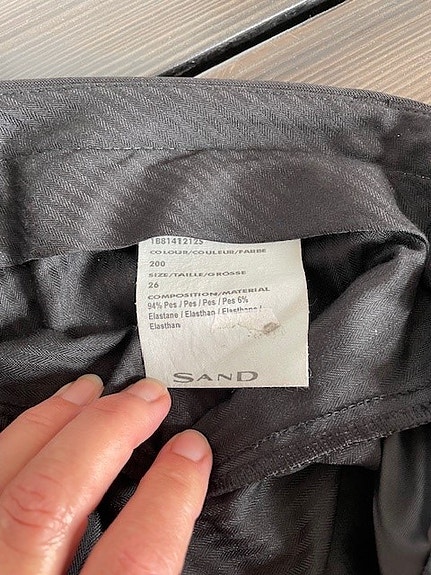 1B81412125
COLOUR/COULEUR/FARBE
200
SIZE/TAILLE/GRÖSSE
26
COMPOSITION/MATERIAL
94% Pes / Pes / Pes / Pes 6%
Elastane / Elasthan / Elasthane /
Elasthan
SAND